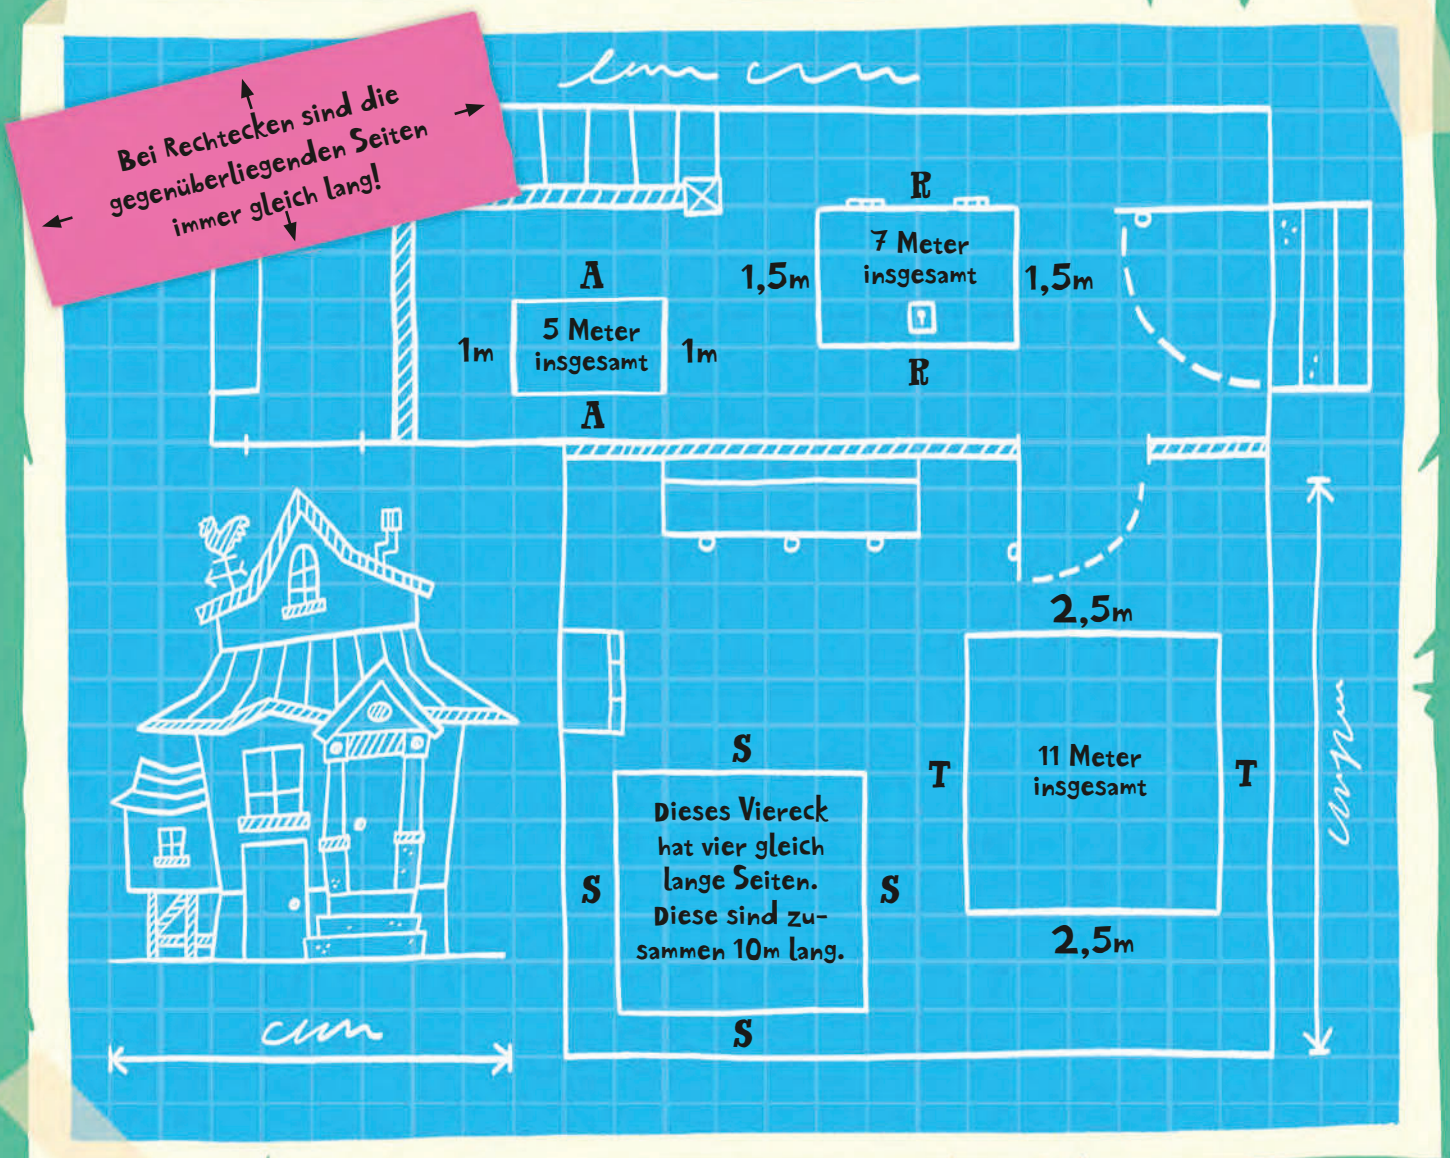 Bei Rechtecken sind die
gegenüberliegenden Seiten
immer gleich lang!
R
7 Meter
insgesamt
1,5m
1,5m
R
A
5 Meter
insgesamt
1m
1m
A
2,5m
T
11 Meter
insgesamt
T
2,5m
S
Dieses Viereck
hat vier gleich
lange Seiten.
Diese sind zu-
sammen 10m lang.
S
S
S